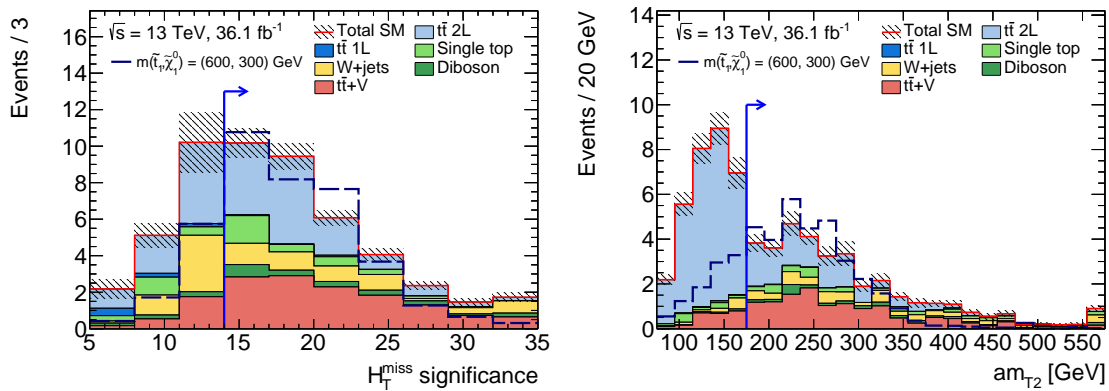 Events / 3
16
14
12
10
8
6
4
2
0
√s = 13 TeV, 36.1 fb⁻¹
Total SM
tt̄ 2L
tt̄ 1L
Single top
m(t̃₁,χ̃₁⁰) = (600, 300) GeV
W+jets
Diboson
tt̄+V
5 10 15 20 25 30 35
H_T^miss significance
Events / 20 GeV
14
12
10
8
6
4
2
0
√s = 13 TeV, 36.1 fb⁻¹
Total SM
tt̄ 2L
tt̄ 1L
Single top
m(t̃₁,χ̃₁⁰) = (600, 300) GeV
W+jets
Diboson
tt̄+V
100 150 200 250 300 350 400 450 500 550
am_T2 [GeV]